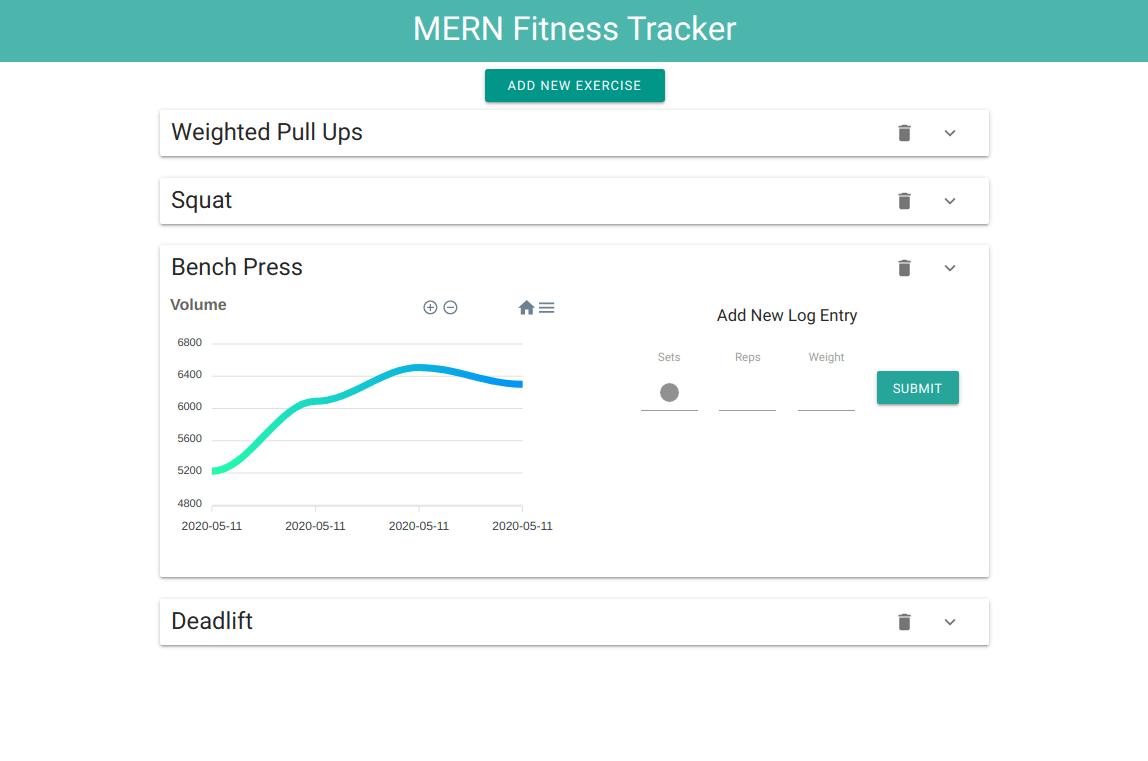 MERN Fitness Tracker
ADD NEW EXERCISE
Weighted Pull Ups
Squat
Bench Press
Volume
6800
6400
6000
5600
5200
4800
2020-05-11 2020-05-11 2020-05-11 2020-05-11
Add New Log Entry
Sets Reps Weight
SUBMIT
Deadlift